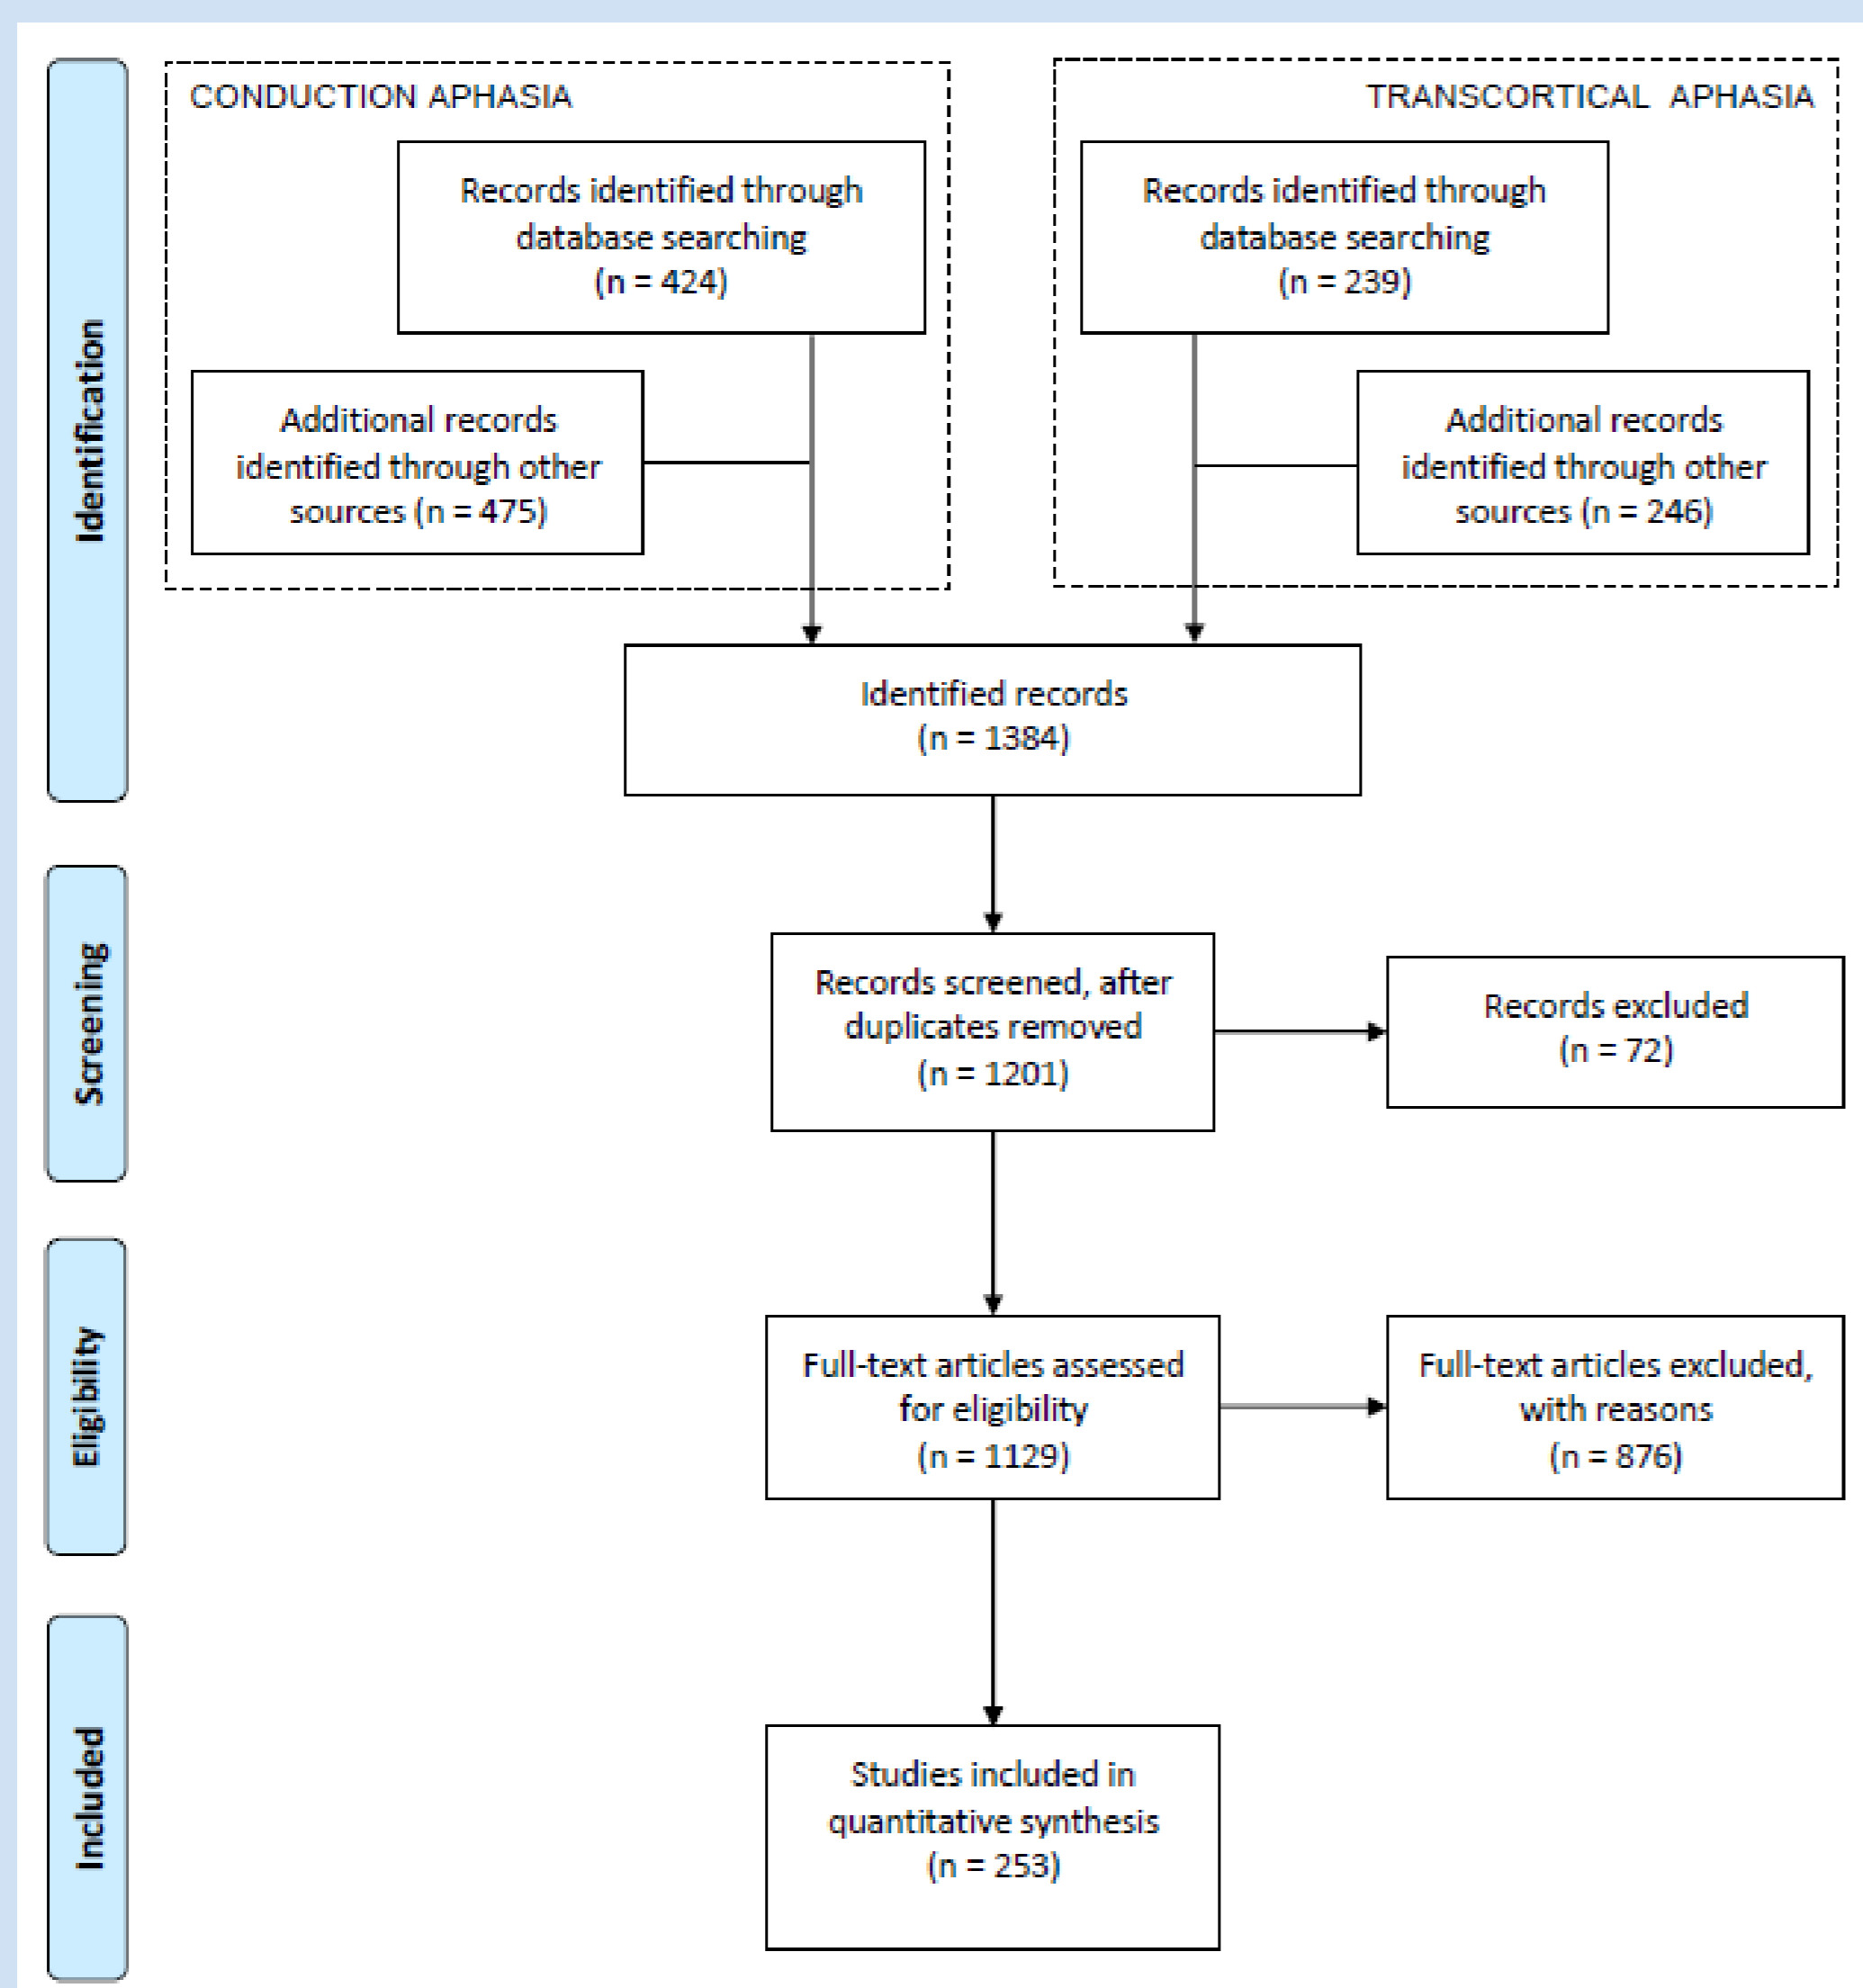 Identification
CONDUCTION APHASIA
Records identified through
database searching
(n = 424)
Additional records
identified through other
sources (n = 475)
TRANSCORTICAL APHASIA
Records identified through
database searching
(n = 239)
Additional records
identified through other
sources (n = 246)
Identified records
(n = 1384)
Screening
Records screened, after
duplicates removed
(n = 1201)
Records excluded
(n = 72)
Eligibility
Full-text articles assessed
for eligibility
(n = 1129)
Full-text articles excluded,
with reasons
(n = 876)
Included
Studies included in
quantitative synthesis
(n = 253)